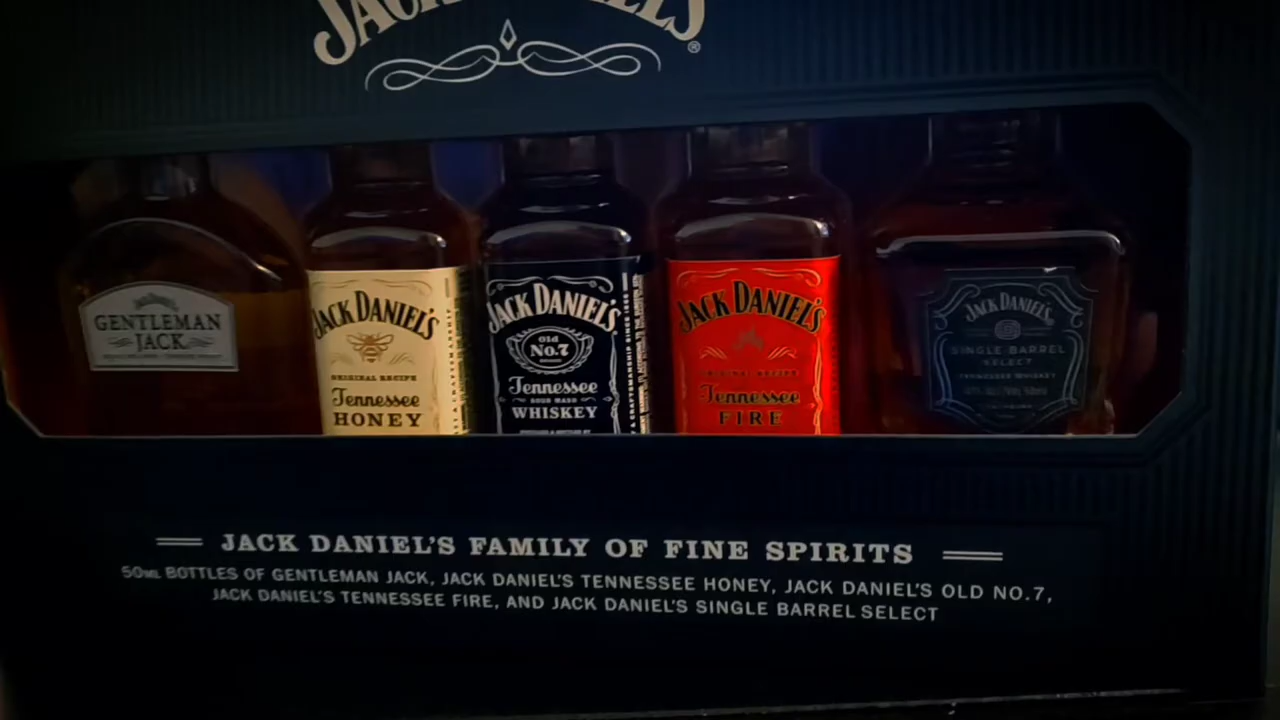 JACK DANIEL'S
®
GENTLEMAN
JACK
JACK DANIEL'S
ORIGINAL RECIPE
Tennessee
HONEY
JACK DANIEL'S
Old
No.7
Tennessee
SOUR MASH
WHISKEY
JACK DANIEL'S
ORIGINAL RECIPE
Tennessee
FIRE
JACK DANIEL'S
SINGLE BARREL
SELECT
TENNESSEE WHISKEY
JACK DANIEL'S FAMILY OF FINE SPIRITS
50ML BOTTLES OF GENTLEMAN JACK, JACK DANIEL'S TENNESSEE HONEY, JACK DANIEL'S OLD NO.7,
JACK DANIEL'S TENNESSEE FIRE, AND JACK DANIEL'S SINGLE BARREL SELECT